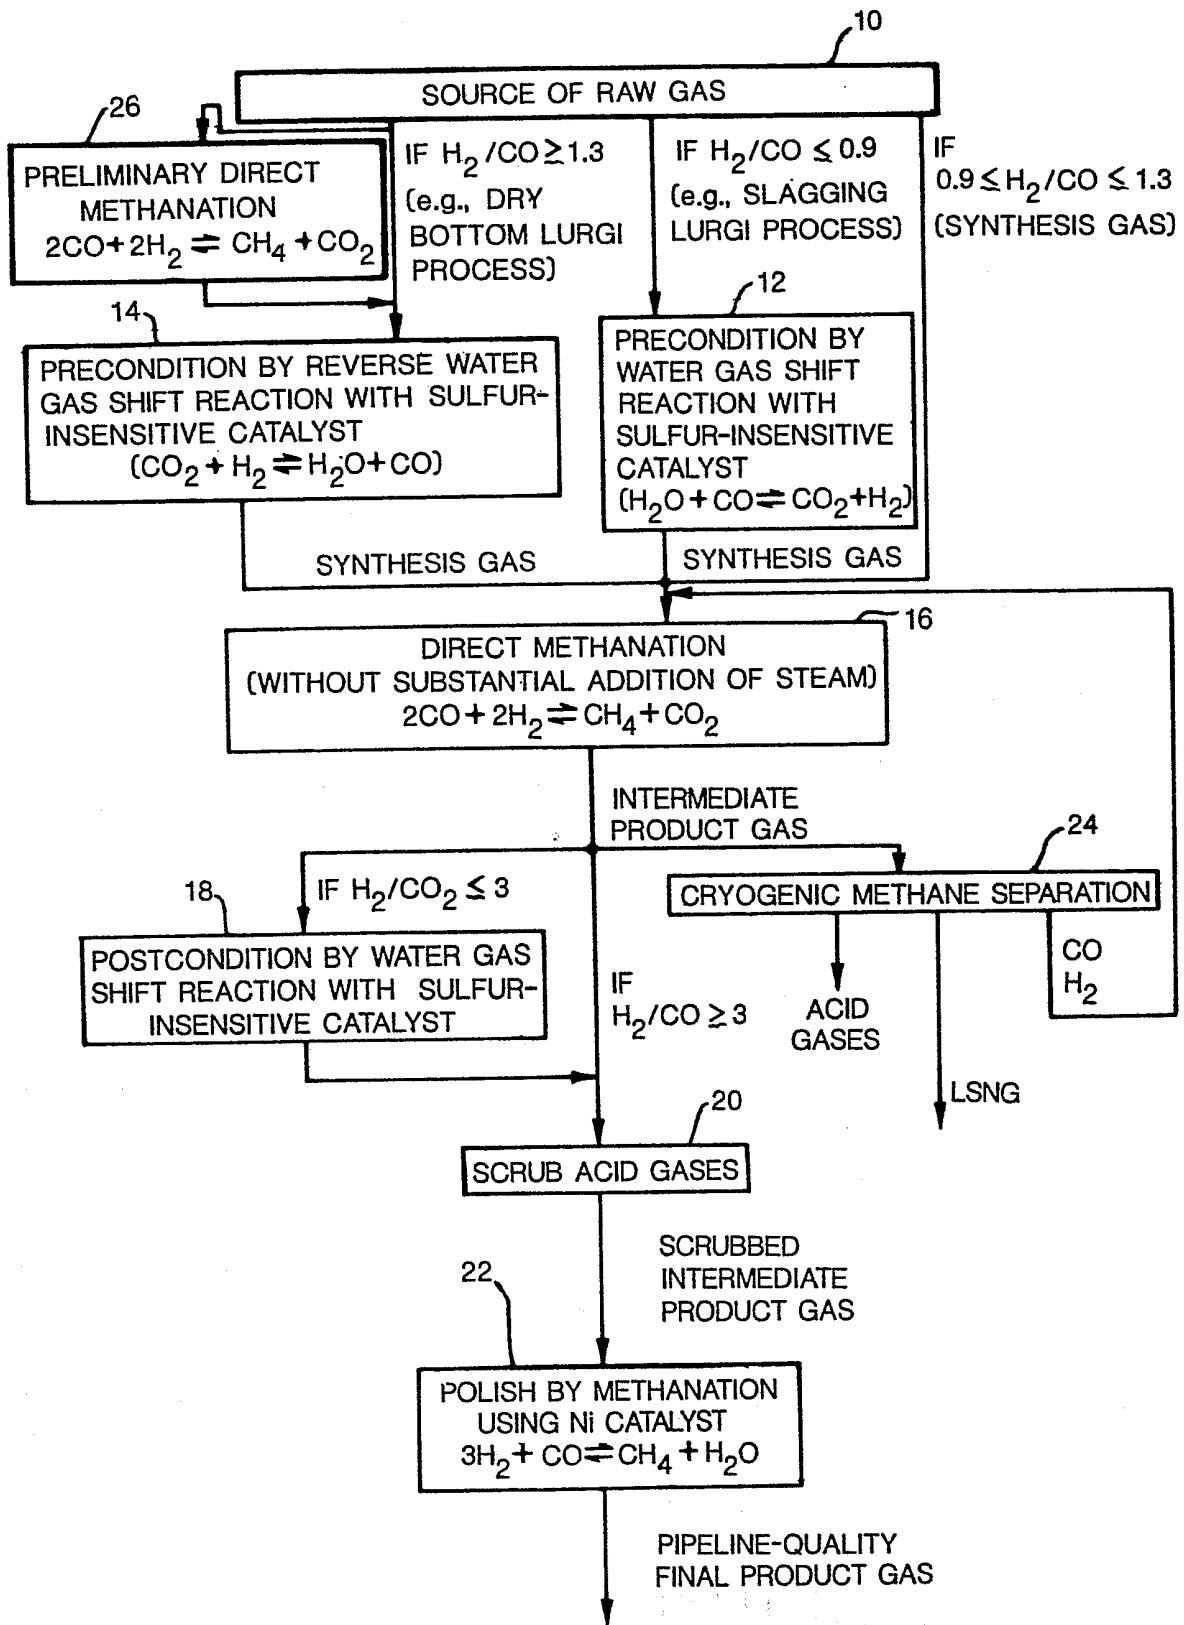 10
SOURCE OF RAW GAS
26
PRELIMINARY DIRECT
METHANATION
2CO+2H₂ ⇌ CH₄ + CO₂
IF H₂/CO ≥ 1.3
(e.g., DRY
BOTTOM LURGI
PROCESS)
IF H₂/CO ≤ 0.9
(e.g., SLAGGING
LURGI PROCESS)
IF
0.9 ≤ H₂/CO ≤ 1.3
(SYNTHESIS GAS)
14
PRECONDITION BY REVERSE WATER
GAS SHIFT REACTION WITH SULFUR-
INSENSITIVE CATALYST
(CO₂ + H₂ ⇌ H₂O + CO)
12
PRECONDITION BY
WATER GAS SHIFT
REACTION WITH
SULFUR-INSENSITIVE
CATALYST
(H₂O + CO ⇌ CO₂+H₂)
SYNTHESIS GAS
SYNTHESIS GAS
16
DIRECT METHANATION
(WITHOUT SUBSTANTIAL ADDITION OF STEAM)
2CO + 2H₂ ⇌ CH₄ + CO₂
INTERMEDIATE
PRODUCT GAS
24
CRYOGENIC METHANE SEPARATION
CO
H₂
ACID
GASES
LSNG
IF H₂/CO₂ ≤ 3
18
POSTCONDITION BY WATER GAS
SHIFT REACTION WITH SULFUR-
INSENSITIVE CATALYST
IF
H₂/CO ≥ 3
20
SCRUB ACID GASES
SCRUBBED
INTERMEDIATE
PRODUCT GAS
22
POLISH BY METHANATION
USING Ni CATALYST
3H₂ + CO ⇌ CH₄ + H₂O
PIPELINE-QUALITY
FINAL PRODUCT GAS